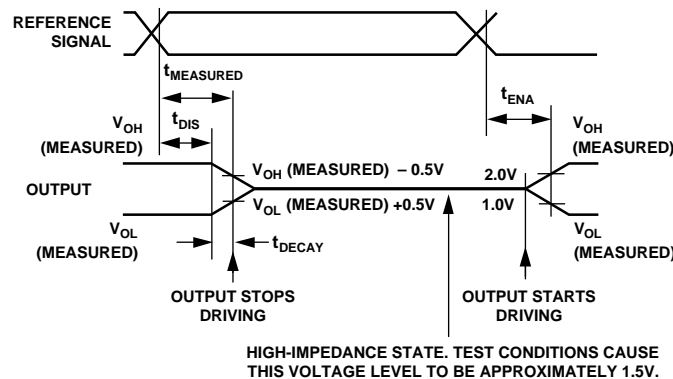 REFERENCE
SIGNAL
tMEASURED
tENA
tDIS
VOH
(MEASURED)
VOH
(MEASURED)
VOH (MEASURED) – 0.5V
2.0V
OUTPUT
VOL (MEASURED) +0.5V
1.0V
VOL
(MEASURED)
VOL
(MEASURED)
tDECAY
OUTPUT STOPS
DRIVING
OUTPUT STARTS
DRIVING
HIGH-IMPEDANCE STATE. TEST CONDITIONS CAUSE
THIS VOLTAGE LEVEL TO BE APPROXIMATELY 1.5V.